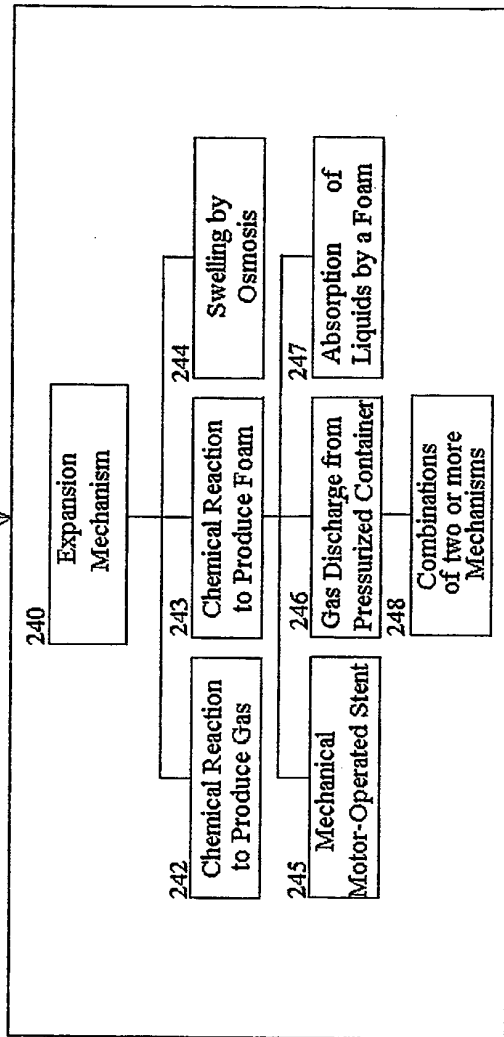 240
Expansion
Mechanism
242
Chemical Reaction
to Produce Gas
243
Chemical Reaction
to Produce Foam
244
Swelling by
Osmosis
245
Mechanical
Motor-Operated Stent
246
Gas Discharge from
Pressurized Container
247
Absorption of
Liquids by a Foam
248
Combinations
of two or more
Mechanisms